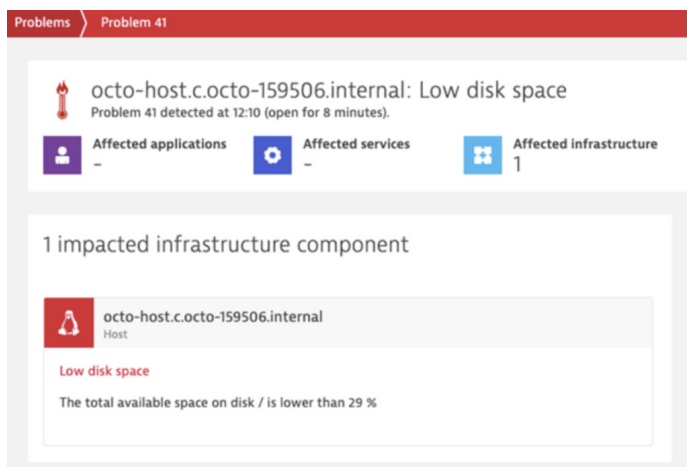 Problems
Problem 41
octo-host.c.octo-159506.internal: Low disk space
Problem 41 detected at 12:10 (open for 8 minutes).
Affected applications
-
Affected services
-
Affected infrastructure
1
1 impacted infrastructure component
octo-host.c.octo-159506.internal
Host
Low disk space
The total available space on disk / is lower than 29 %